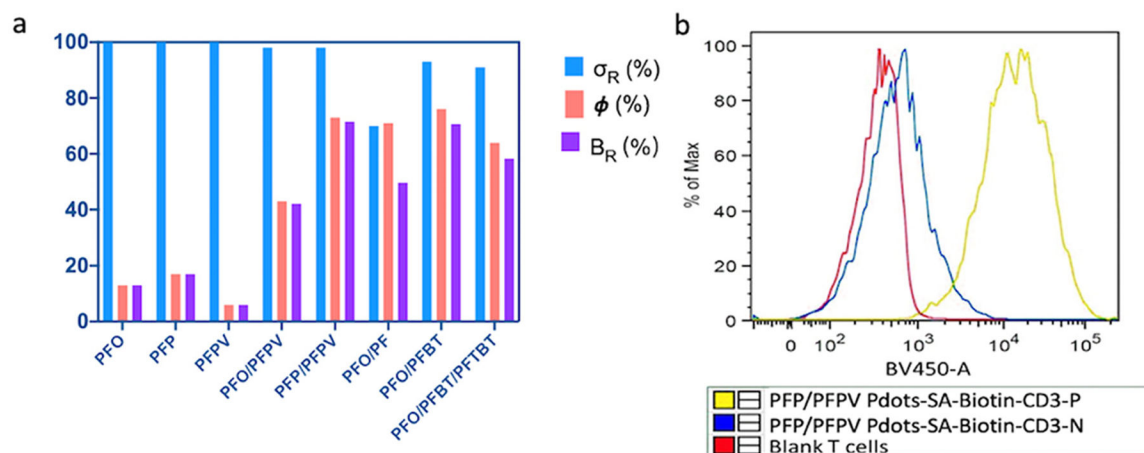 a
100
80
60
40
20
0
PFO
PFP
PFPV
PFO/PFPV
PFP/PFPV
PFO/PF
PFO/PFBT
PFO/PFBT/PFTBT
σR (%)
ϕ (%)
BR (%)
b
100
80
60
40
20
0
% of Max
0 10² 10³ 10⁴ 10⁵
BV450-A
PFP/PFPV Pdots-SA-Biotin-CD3-P
PFP/PFPV Pdots-SA-Biotin-CD3-N
Blank T cells